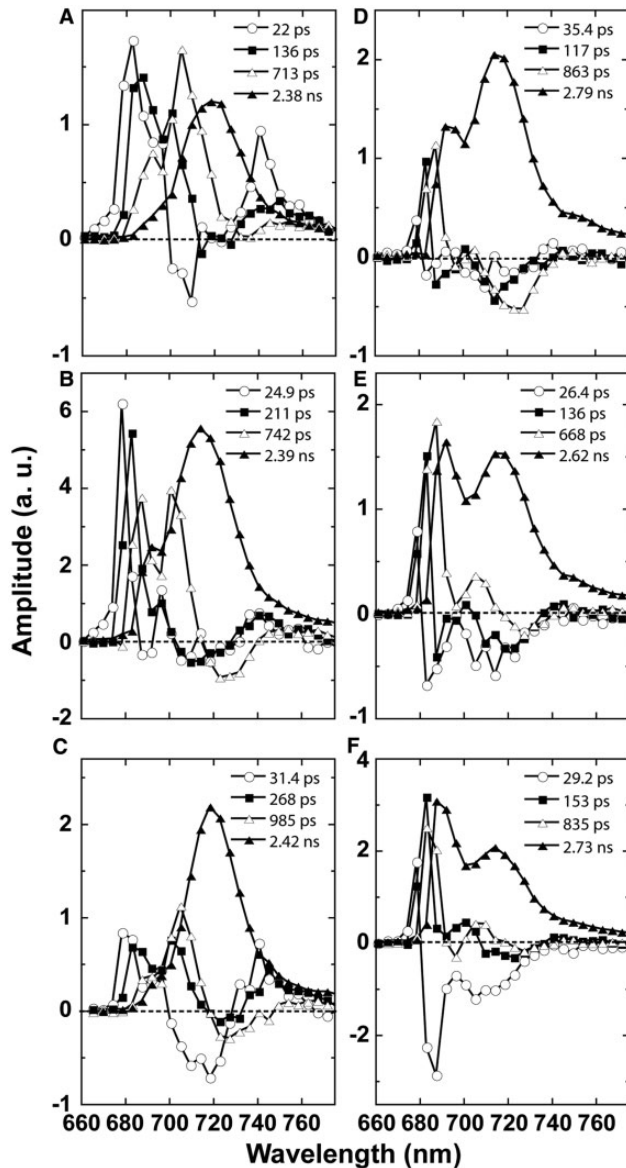 A
22 ps
136 ps
713 ps
2.38 ns
1
0
-1
B
24.9 ps
211 ps
742 ps
2.39 ns
6
4
2
0
-2
C
31.4 ps
268 ps
985 ps
2.42 ns
2
1
0
-1
660 680 700 720 740 760
D
35.4 ps
117 ps
863 ps
2.79 ns
2
1
0
-1
E
26.4 ps
136 ps
668 ps
2.62 ns
2
1
0
-1
F
29.2 ps
153 ps
835 ps
2.73 ns
4
2
0
-2
660 680 700 720 740 760
Amplitude (a. u.)
Wavelength (nm)